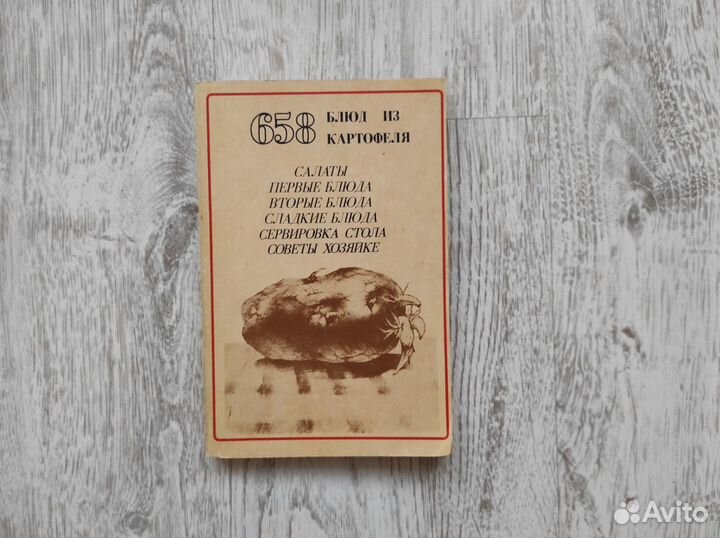 658 БЛЮД ИЗ
КАРТОФЕЛЯ
САЛАТЫ
ПЕРВЫЕ БЛЮДА
ВТОРЫЕ БЛЮДА
СЛАДКИЕ БЛЮДА
СЕРВИРОВКА СТОЛА
СОВЕТЫ ХОЗЯЙКЕ
Avito